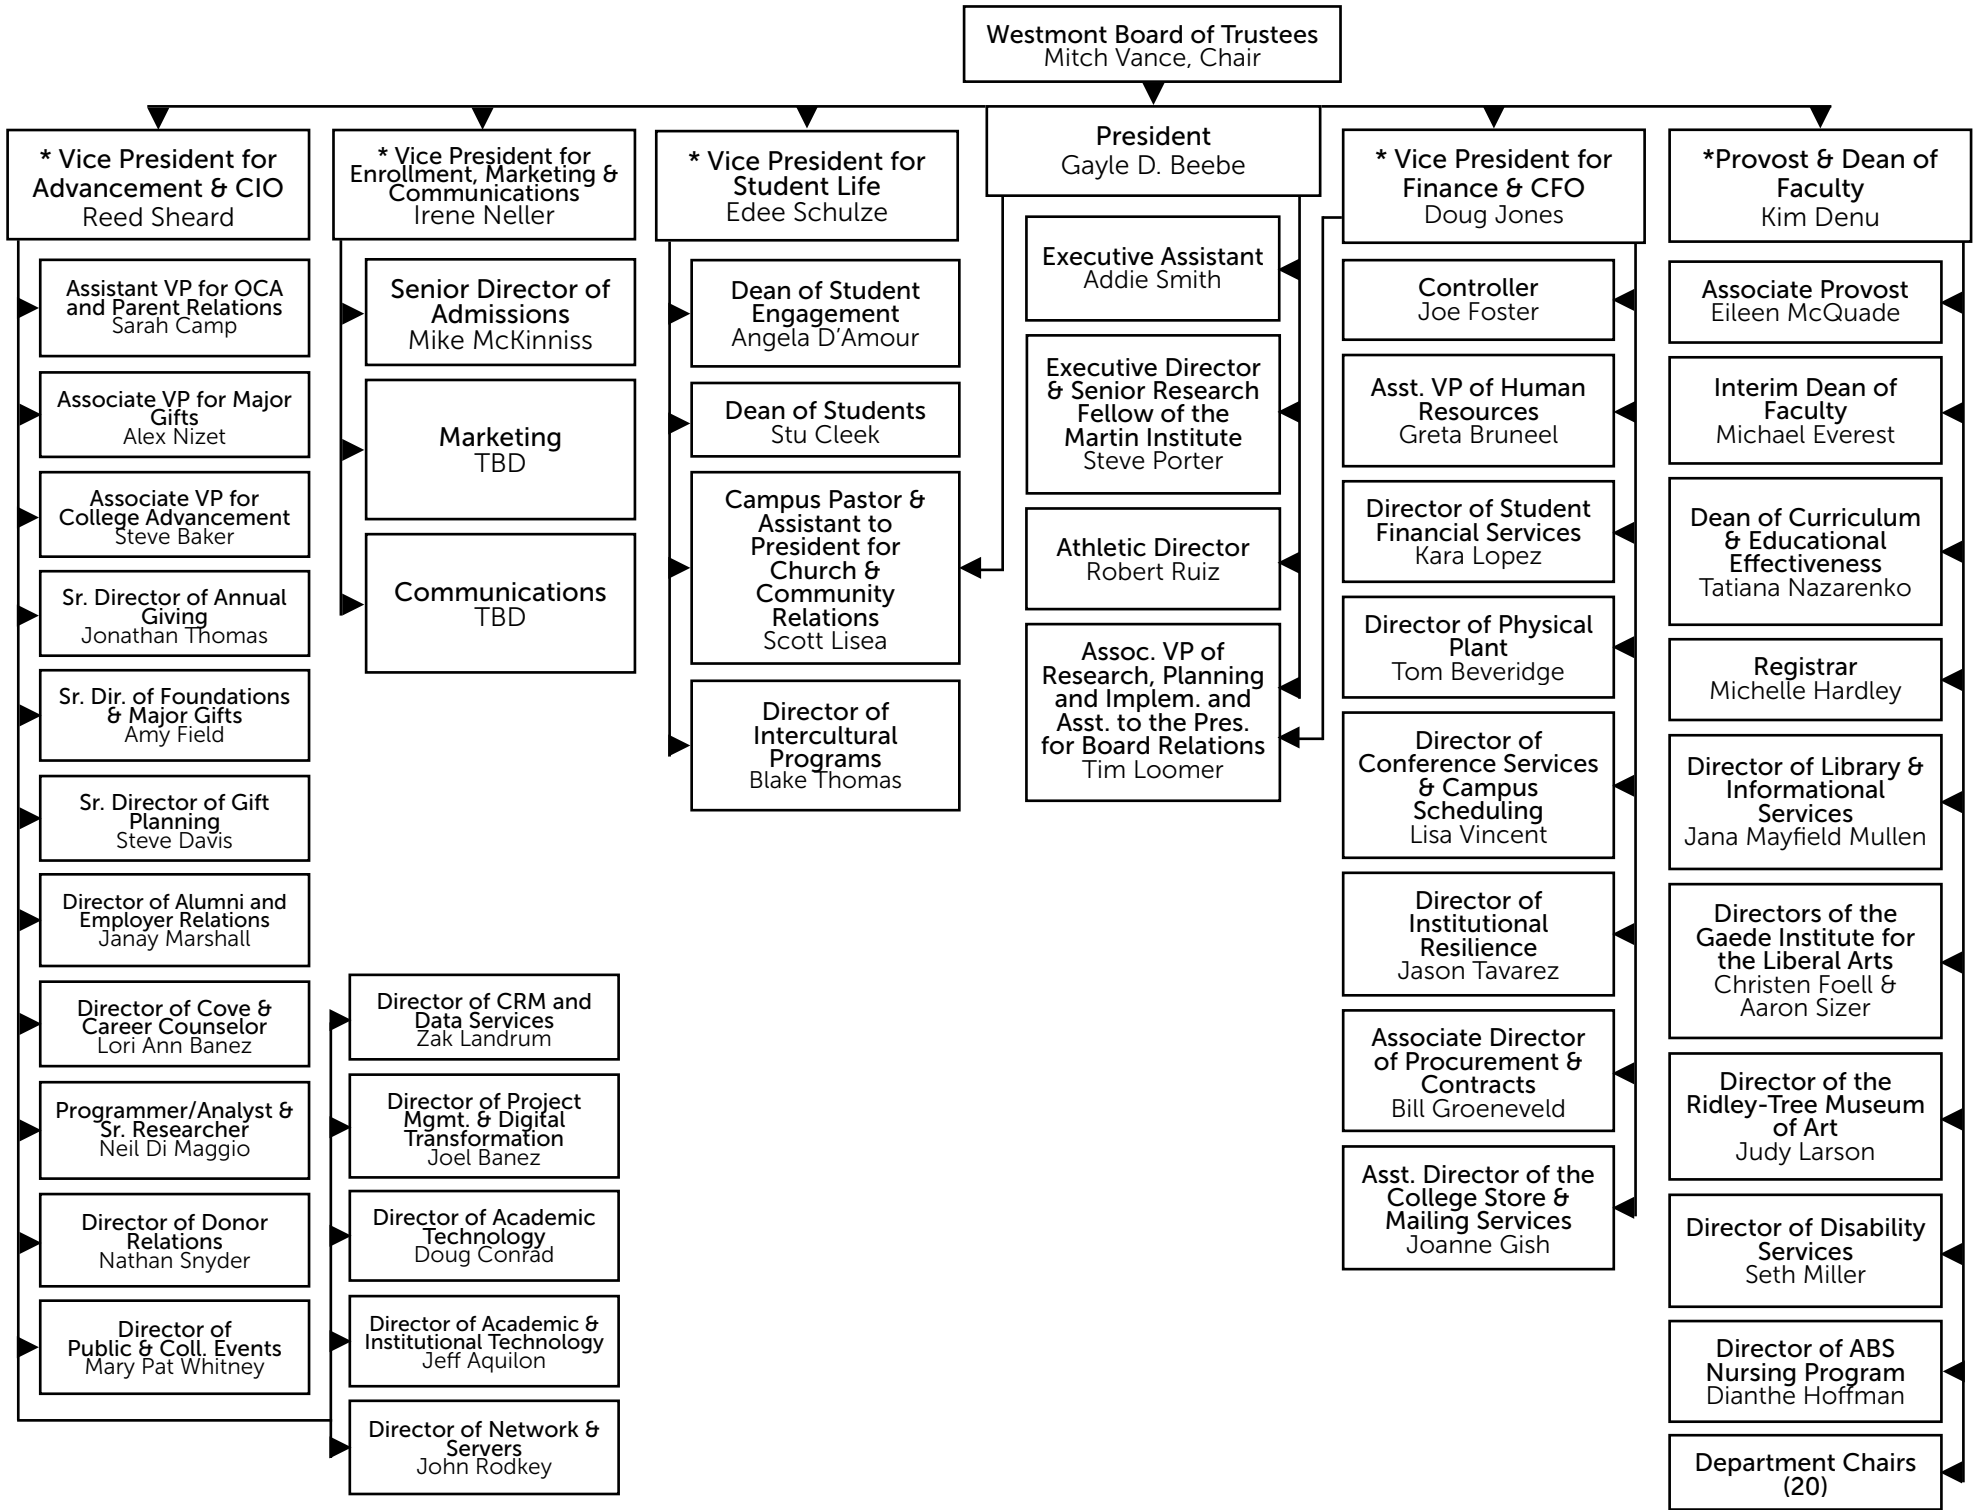 Westmont Board of Trustees
Mitch Vance, Chair
President
Gayle D. Beebe
* Vice President for
Advancement & CIO
Reed Sheard
Assistant VP for OCA
and Parent Relations
Sarah Camp
Associate VP for Major
Gifts
Alex Nizet
Associate VP for
College Advancement
Steve Baker
Sr. Director of Annual
Giving
Jonathan Thomas
Sr. Dir. of Foundations
& Major Gifts
Amy Field
Sr. Director of Gift
Planning
Steve Davis
Director of Alumni and
Employer Relations
Janay Marshall
Director of Cove &
Career Counselor
Lori Ann Banez
Programmer/Analyst &
Sr. Researcher
Neil Di Maggio
Director of Donor
Relations
Nathan Snyder
Director of
Public & Coll. Events
Mary Pat Whitney
Director of CRM and
Data Services
Zak Landrum
Director of Project
Mgmt. & Digital
Transformation
Joel Banez
Director of Academic
Technology
Doug Conrad
Director of Academic &
Institutional Technology
Jeff Aquilon
Director of Network &
Servers
John Rodkey
* Vice President for
Enrollment, Marketing &
Communications
Irene Neller
Senior Director of
Admissions
Mike McKinniss
Marketing
TBD
Communications
TBD
* Vice President for
Student Life
Edee Schulze
Dean of Student
Engagement
Angela D'Amour
Dean of Students
Stu Cleek
Campus Pastor &
Assistant to
President for
Church &
Community
Relations
Scott Lisea
Director of
Intercultural
Programs
Blake Thomas
Executive Assistant
Addie Smith
Executive Director
& Senior Research
Fellow of the
Martin Institute
Steve Porter
Athletic Director
Robert Ruiz
Assoc. VP of
Research, Planning
and Implem. and
Asst. to the Pres.
for Board Relations
Tim Loomer
* Vice President for
Finance & CFO
Doug Jones
Controller
Joe Foster
Asst. VP of Human
Resources
Greta Bruneel
Director of Student
Financial Services
Kara Lopez
Director of Physical
Plant
Tom Beveridge
Director of
Conference Services
& Campus
Scheduling
Lisa Vincent
Director of
Institutional
Resilience
Jason Tavarez
Associate Director
of Procurement &
Contracts
Bill Groeneveld
Asst. Director of the
College Store &
Mailing Services
Joanne Gish
*Provost & Dean of
Faculty
Kim Denu
Associate Provost
Eileen McQuade
Interim Dean of
Faculty
Michael Everest
Dean of Curriculum
& Educational
Effectiveness
Tatiana Nazarenko
Registrar
Michelle Hardley
Director of Library &
Informational
Services
Jana Mayfield Mullen
Directors of the
Gaede Institute for
the Liberal Arts
Christen Foell &
Aaron Sizer
Director of the
Ridley-Tree Museum
of Art
Judy Larson
Director of Disability
Services
Seth Miller
Director of ABS
Nursing Program
Dianthe Hoffman
Department Chairs
(20)